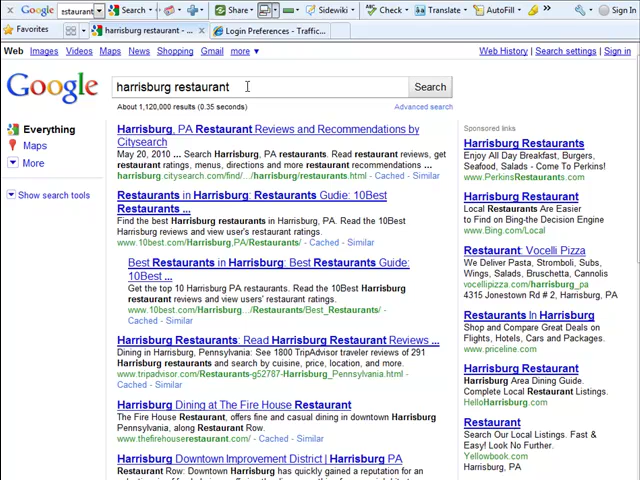 Google
estaurant
Search
Share
Sidewiki
Check
Translate
AutoFill
Sign In
Favorites
harrisburg restaurant - ...
Login Preferences - Traffic...
Web Images Videos Maps News Shopping Gmail more ▼
Web History | Search settings | Sign in
Google
harrisburg restaurant
Search
About 1,120,000 results (0.35 seconds)
Advanced search
Everything
Maps
More
Show search tools
Harrisburg, PA Restaurant Reviews and Recommendations by
Citysearch
May 20, 2010 ... Search Harrisburg, PA restaurants. Read restaurant reviews, get
restaurant ratings, menus, directions and more restaurant recommendations ...
harrisburg.citysearch.com/find/.../harrisburg/restaurants.html - Cached - Similar
Restaurants in Harrisburg: Restaurants Gudie: 10Best
Restaurants ...
Find the best Harrisburg restaurants in Harrisburg, PA. Read the 10Best
Harrisburg reviews and view user's restaurant ratings.
www.10best.com/Harrisburg,PA/Restaurants/ - Cached - Similar
Best Restaurants in Harrisburg: Best Restaurants Guide:
10Best ...
Get the top 10 Harrisburg PA restaurants. Read the 10Best Harrisburg
restaurant reviews and view users' restaurant ratings.
www.10best.com/Harrisburg.../Restaurants/Best_Restaurants/ -
Cached - Similar
Harrisburg Restaurants: Read Harrisburg Restaurant Reviews ...
Dining in Harrisburg, Pennsylvania: See 1800 TripAdvisor traveler reviews of 291
Harrisburg restaurants and search by cuisine, price, location, and more.
www.tripadvisor.com/Restaurants-g52787-Harrisburg_Pennsylvania.html -
Cached - Similar
Harrisburg Dining at The Fire House Restaurant
The Fire House Restaurant, offers fine and casual dining in downtown Harrisburg
Pennsylvania, along Restaurant Row.
www.thefirehouserestaurant.com/ - Cached - Similar
Harrisburg Downtown Improvement District | Harrisburg PA
Restaurant Row: Downtown Harrisburg has quickly gained a reputation for an
Sponsored links
Harrisburg Restaurants
Enjoy All Day Breakfast, Burgers,
Seafood, Salads - Come To Perkins!
www.PerkinsRestaurants.com
Harrisburg Restaurant
Local Restaurants Are Easier
to Find on Bing-the Decision Engine
www.Bing.com/Local
Restaurant: Vocelli Pizza
We Deliver Pasta, Stromboli, Subs,
Wings, Salads, Bruschetta, Cannolis
vocellipizza.com/harrisburg_pa
4315 Jonestown Rd # 2, Harrisburg, PA
Restaurants In Harrisburg
Shop and Compare Great Deals on
Flights, Hotels, Cars and Packages.
www.priceline.com
Harrisburg Restaurant
Harrisburg Area Dining Guide.
Complete Local Restaurant Listings.
HelloHarrisburg.com
Restaurant
Search Our Local Listings. Fast &
Easy! Look No Further.
Yellowbook.com
Harrisburg, PA